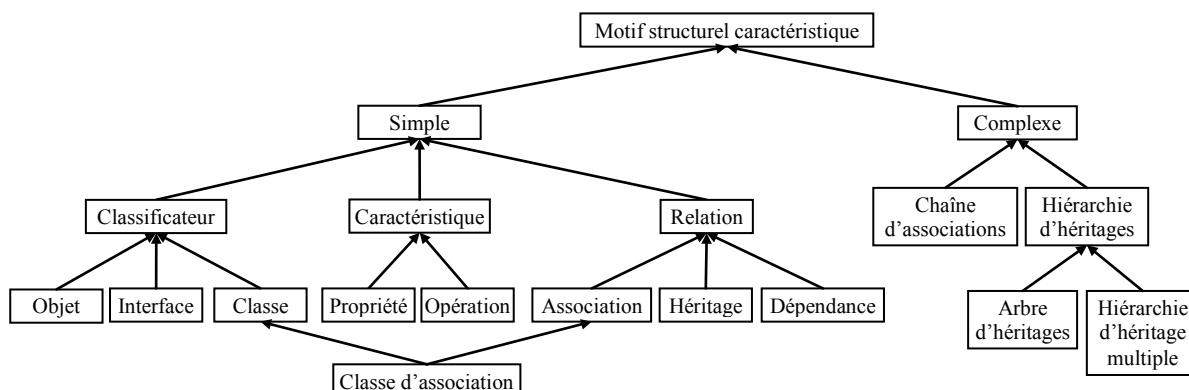 Motif structurel caractéristique
Simple
Complexe
Classificateur
Caractéristique
Relation
Chaîne
d'associations
Hiérarchie
d'héritages
Objet
Interface
Classe
Propriété
Opération
Association
Héritage
Dépendance
Arbre
d'héritages
Hiérarchie
d'héritage
multiple
Classe d'association